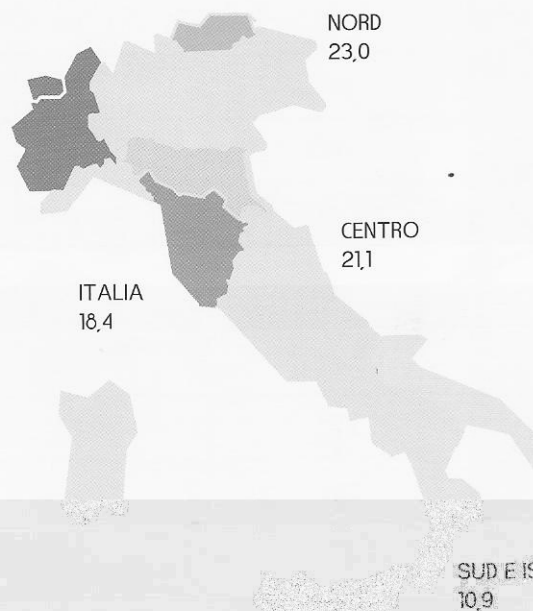 NORD
23,0
CENTRO
21,1
ITALIA
18,4
SUD E IS
10,9